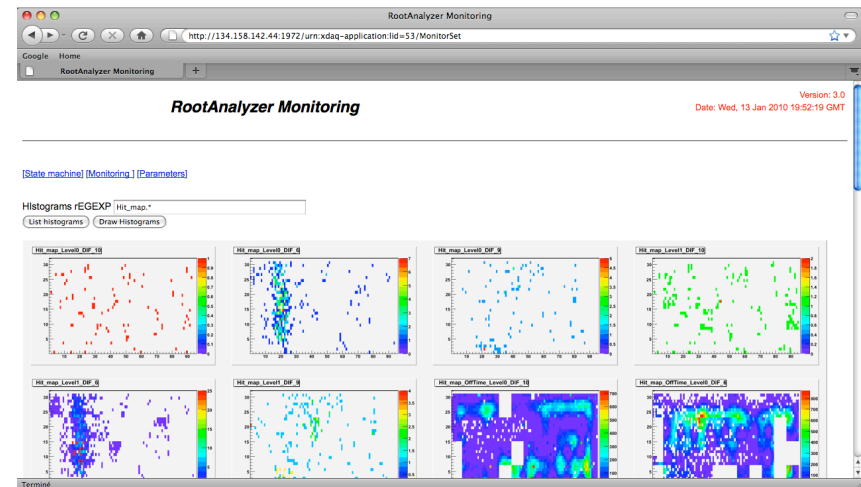 RootAnalyzer Monitoring
http://134.158.142.44:1972/urn:xdaq-application:lid=53/MonitorSet
Google Home
RootAnalyzer Monitoring +
Version: 3.0
RootAnalyzer Monitoring
Date: Wed, 13 Jan 2010 19:52:19 GMT
[State machine] [Monitoring ] [Parameters]
HIstograms rEGEXP Hit_map.*
List histograms Draw Histograms
Hit_map_Level0_DIF_10 Hit_map_Level0_DIF_6 Hit_map_Level0_DIF_9 Hit_map_Level1_DIF_10
Hit_map_Level1_DIF_6 Hit_map_Level1_DIF_9 Hit_map_OffTime_Level0_DIF_10 Hit_map_OffTime_Level0_DIF_6
Terminé